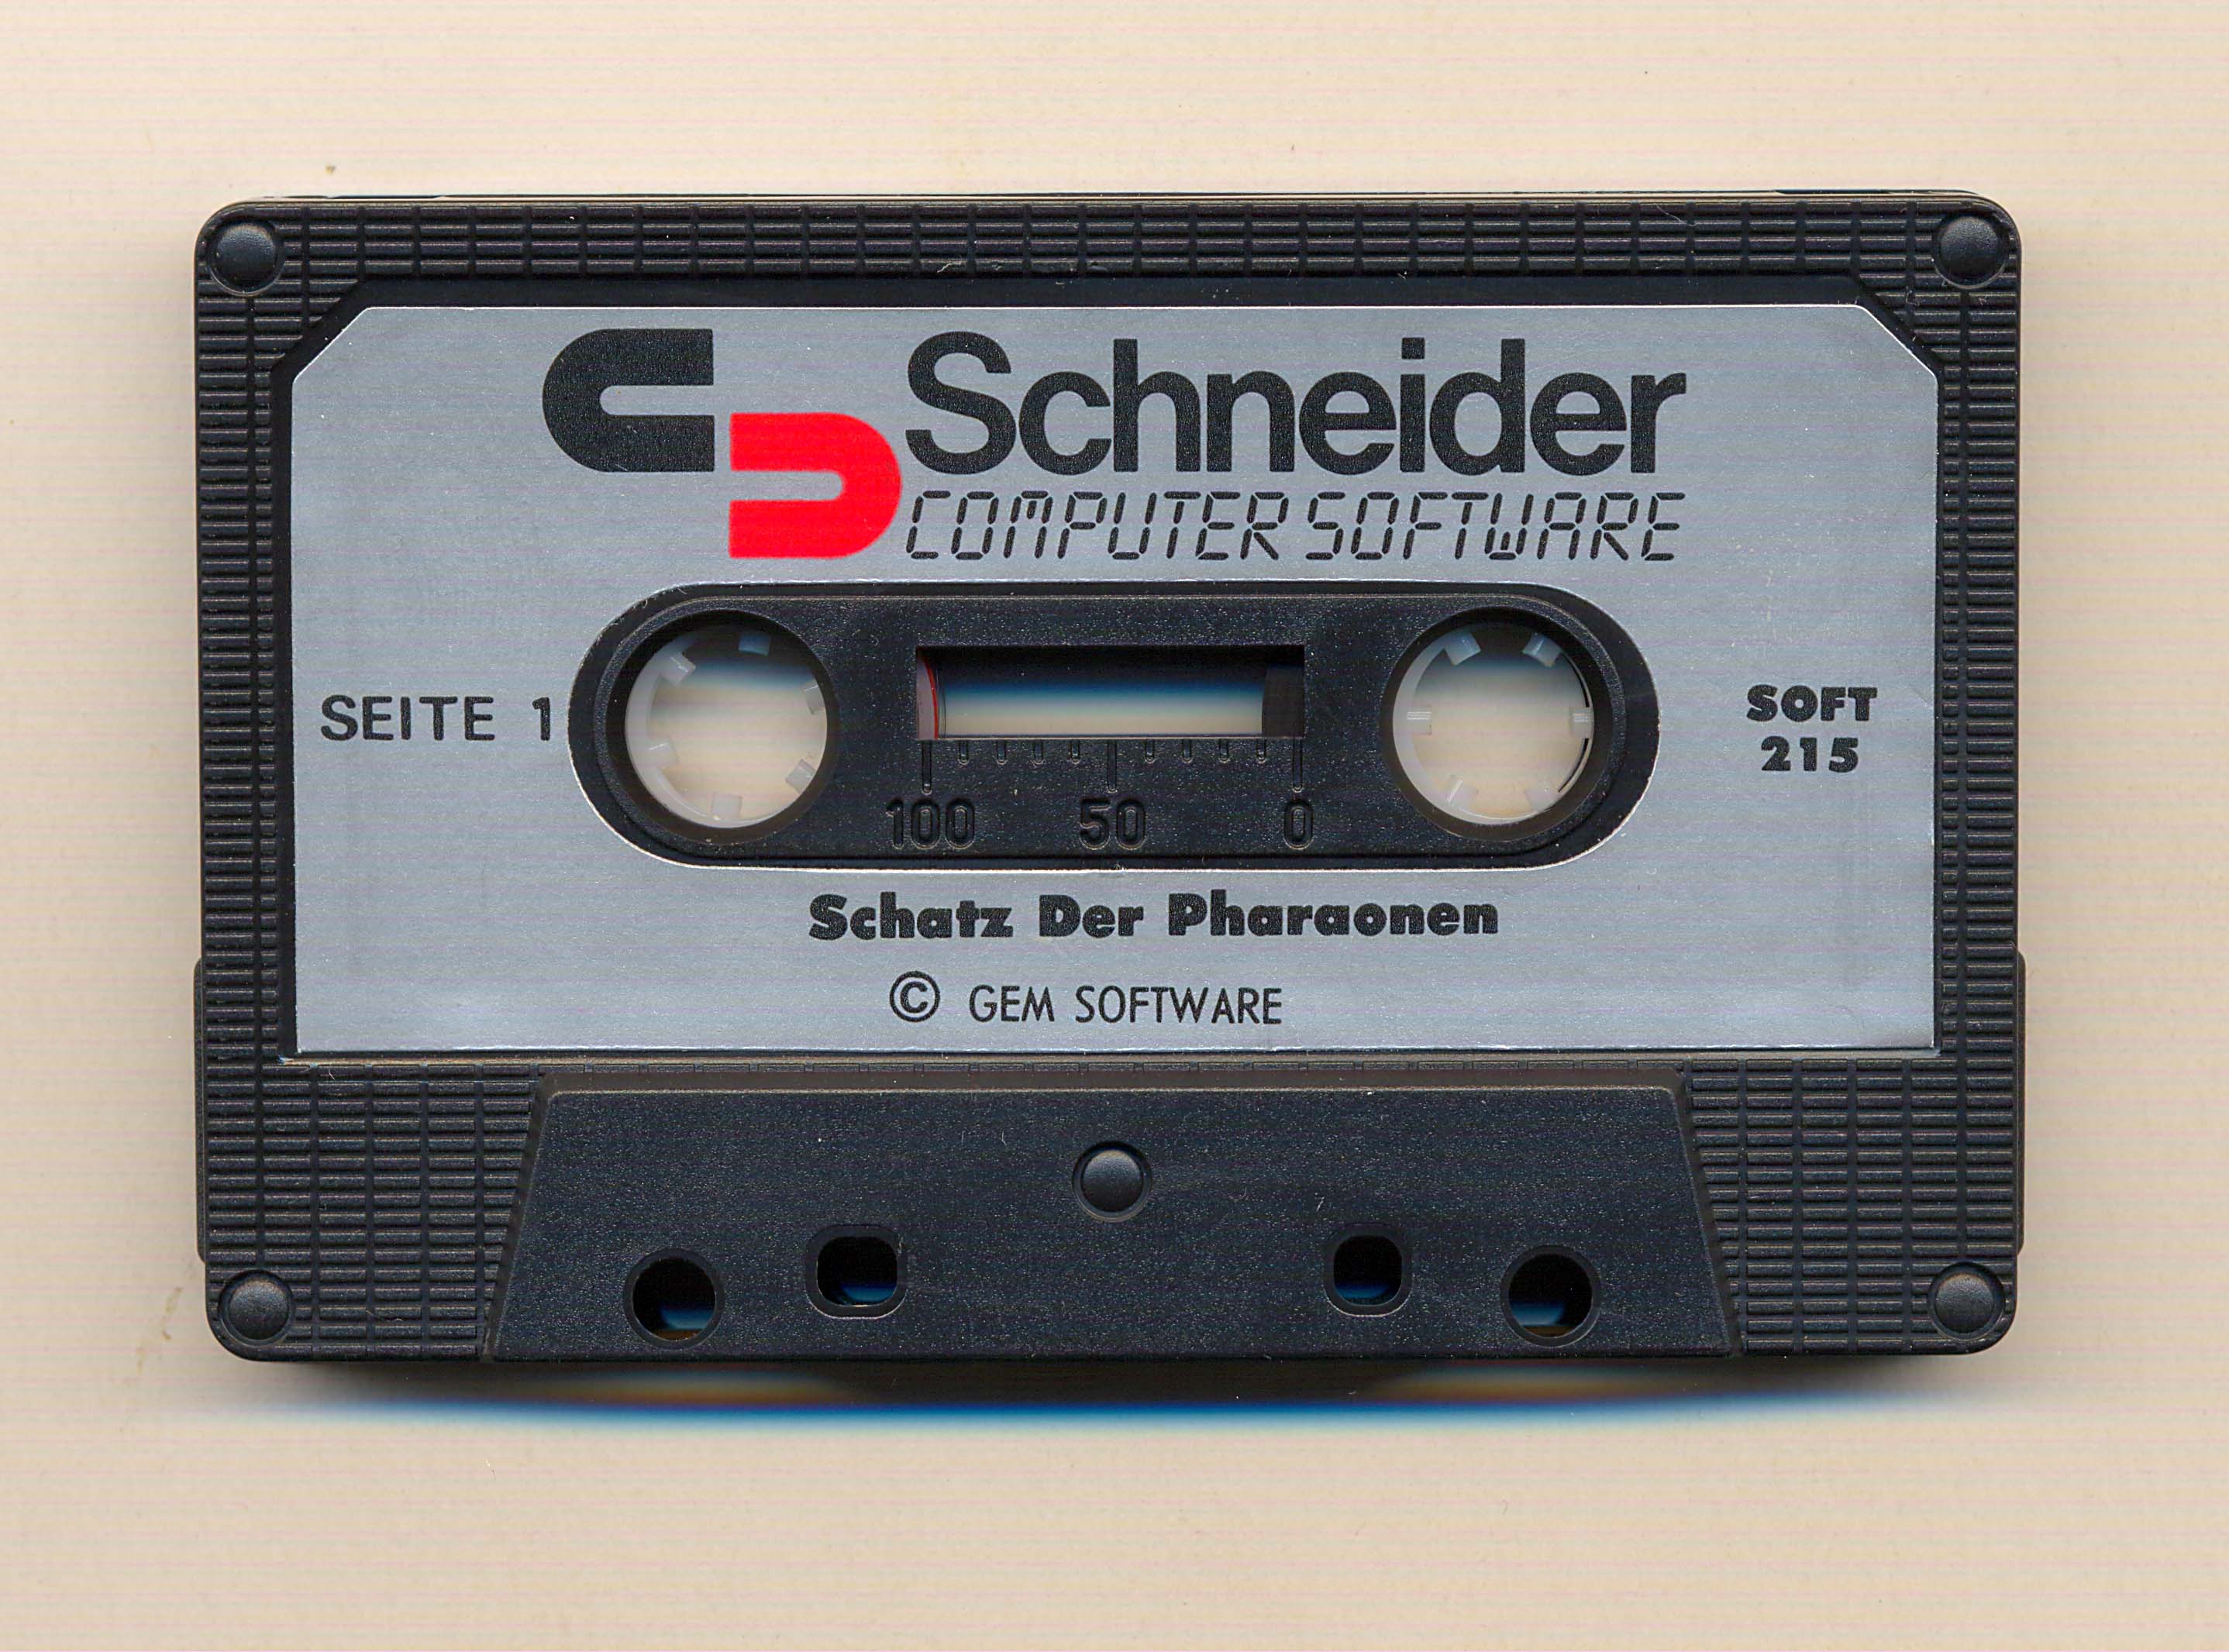 Schneider
COMPUTER SOFTWARE
SEITE 1
SOFT
215
100 50 0
Schatz Der Pharaonen
© GEM SOFTWARE